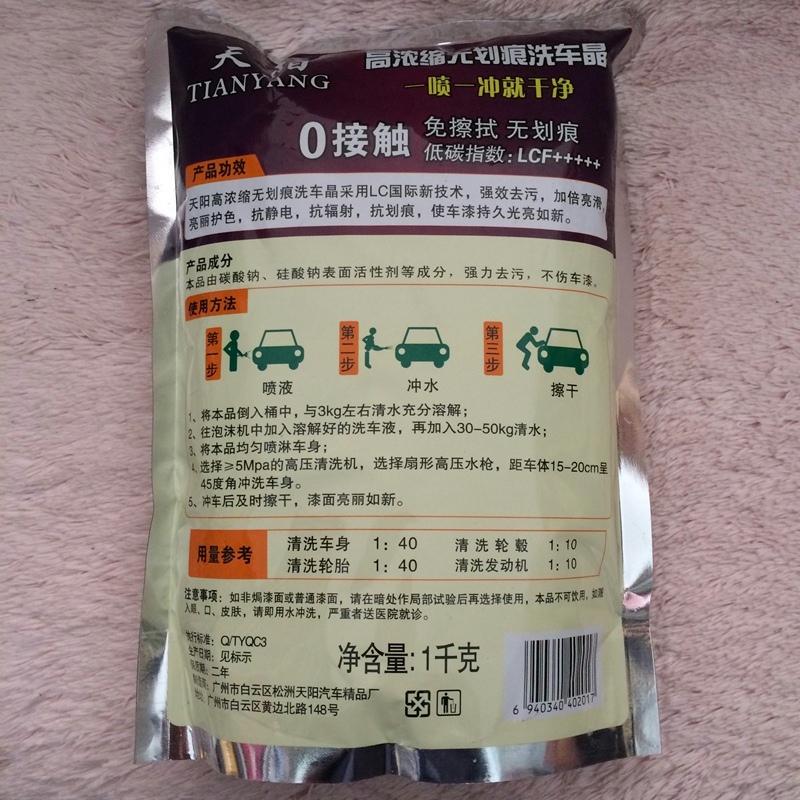 天阳
TIANYANG
高浓缩无划痕洗车晶
一喷一冲就干净
0接触
免擦拭 无划痕
低碳指数：LCF+++++
产品功效
天阳高浓缩无划痕洗车晶采用LC国际新技术，强效去污，加倍亮滑，
亮丽护色，抗静电，抗辐射，抗划痕，使车漆持久光亮如新。
产品成分
本品由碳酸钠、硅酸钠表面活性剂等成分，强力去污，不伤车漆。
使用方法
第一步
喷液
第二步
冲水
第三步
擦干
1、将本品倒入桶中，与3kg左右清水充分溶解；
2、往泡沫机中加入溶解好的洗车液，再加入30-50kg清水；
3、将本品均匀喷淋车身；
4、选择≥5Mpa的高压清洗机，选择扇形高压水枪，距车体15-20cm呈
45度角冲洗车身。
5、冲车后及时擦干，漆面亮丽如新。
用量参考
清洗车身 1：40 清洗轮毂 1：10
清洗轮胎 1：40 清洗发动机 1：10
注意事项：如非焗漆面或普通漆面，请在暗处作局部试验后再选择使用，本品不可饮用，如溅
入眼、口、皮肤，请即用水冲洗，严重者送医院就诊。
执行标准：Q/TYQC3
生产日期：见标示
保质期：二年
广州市白云区松洲天阳汽车精品厂
地址：广州市白云区黄边北路148号
净含量：1千克
6 940340 402017